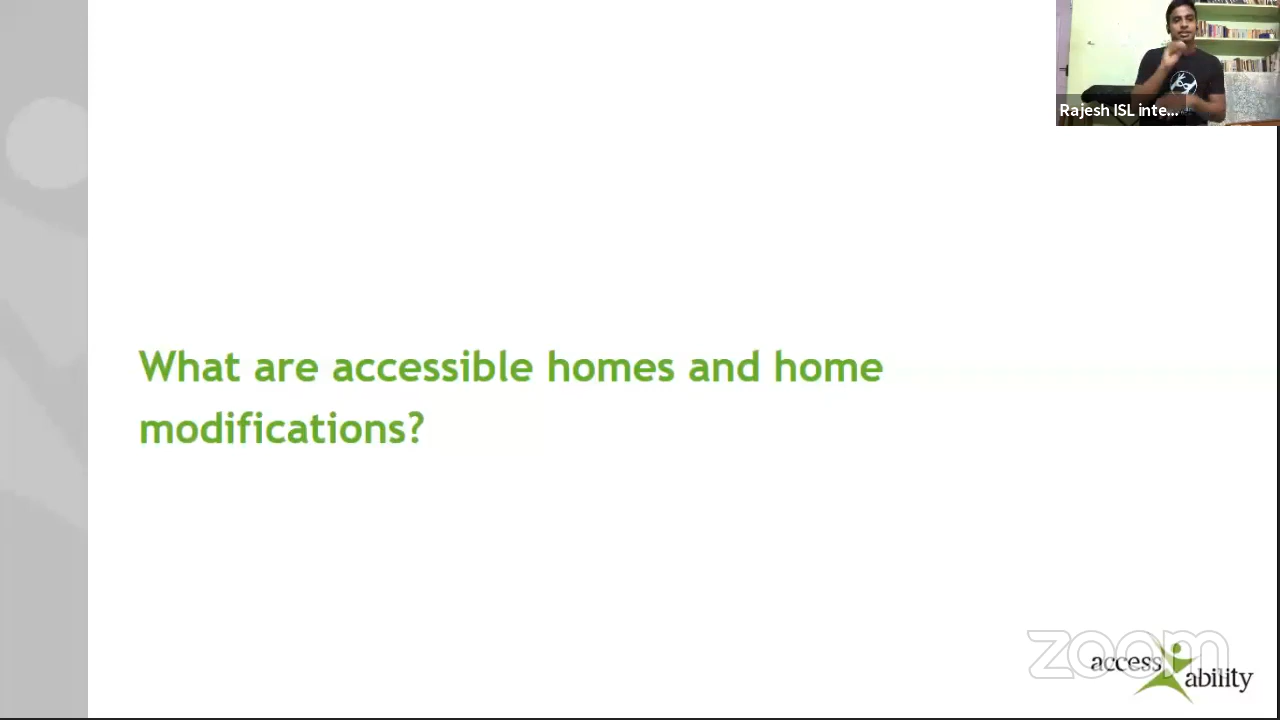 Rajesh ISL inte...
What are accessible homes and home
modifications?
zoom
access ability